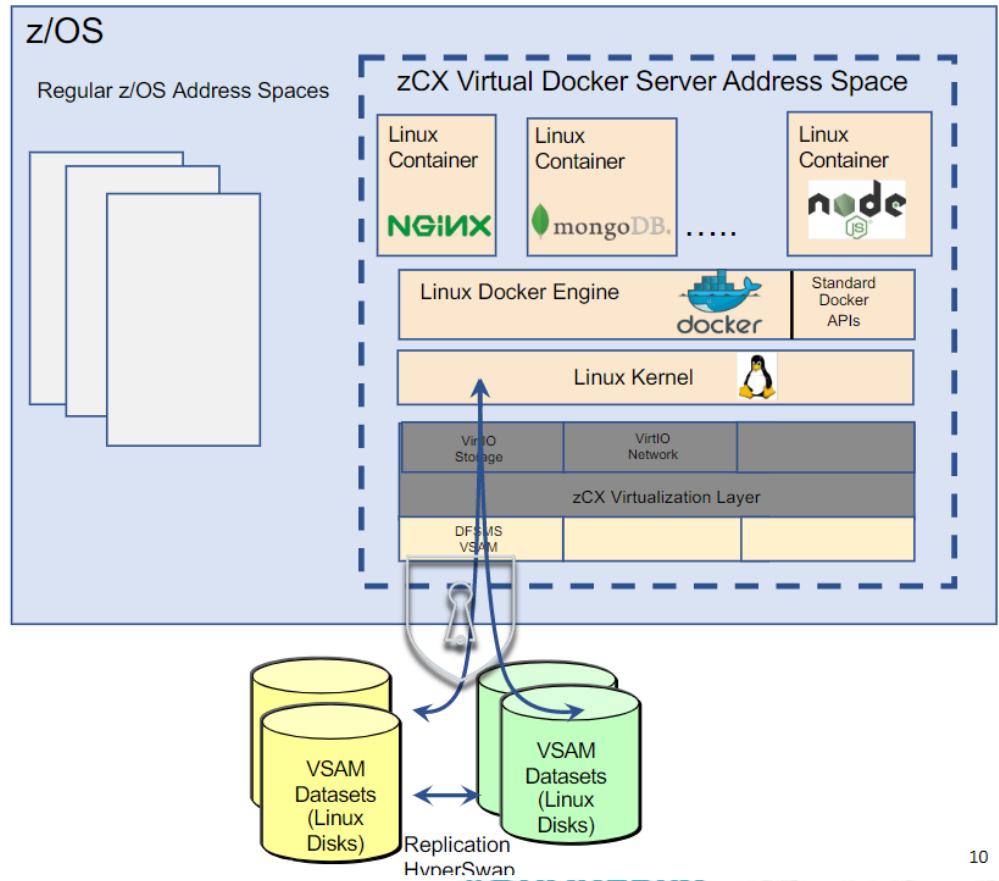 z/OS
Regular z/OS Address Spaces
zCX Virtual Docker Server Address Space
Linux
Container
NGINX
Linux
Container
mongoDB.
.....
Linux
Container
node
JS
Linux Docker Engine
docker
Standard
Docker
APIs
Linux Kernel
VirtIO
Storage
VirtIO
Network
zCX Virtualization Layer
DFSMS
VSAM
VSAM
Datasets
(Linux
Disks)
VSAM
Datasets
(Linux
Disks)
Replication
HyperSwap
10